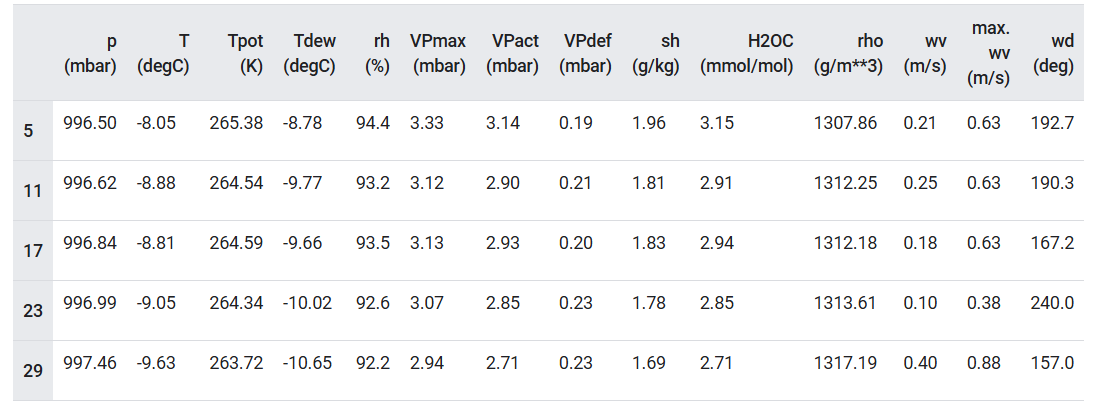 p (mbar) T (degC) Tpot (K) Tdew (degC) rh (%) VPmax (mbar) VPact (mbar) VPdef (mbar) sh (g/kg) H2OC (mmol/mol) rho (g/m**3) wv (m/s) max. wv (m/s) wd (deg)
5 996.50 -8.05 265.38 -8.78 94.4 3.33 3.14 0.19 1.96 3.15 1307.86 0.21 0.63 192.7
11 996.62 -8.88 264.54 -9.77 93.2 3.12 2.90 0.21 1.81 2.91 1312.25 0.25 0.63 190.3
17 996.84 -8.81 264.59 -9.66 93.5 3.13 2.93 0.20 1.83 2.94 1312.18 0.18 0.63 167.2
23 996.99 -9.05 264.34 -10.02 92.6 3.07 2.85 0.23 1.78 2.85 1313.61 0.10 0.38 240.0
29 997.46 -9.63 263.72 -10.65 92.2 2.94 2.71 0.23 1.69 2.71 1317.19 0.40 0.88 157.0